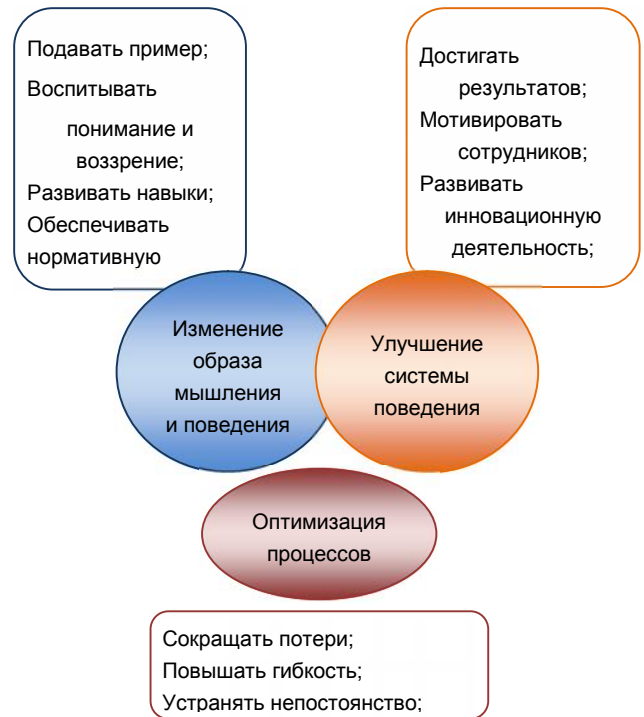 Подавать пример;
Воспитывать
понимание и
воззрение;
Развивать навыки;
Обеспечивать
нормативную
Достигать
результатов;
Мотивировать
сотрудников;
Развивать
инновационную
деятельность;
Изменение
образа
мышления
и поведения
Улучшение
системы
поведения
Оптимизация
процессов
Сокращать потери;
Повышать гибкость;
Устранять непостоянство;